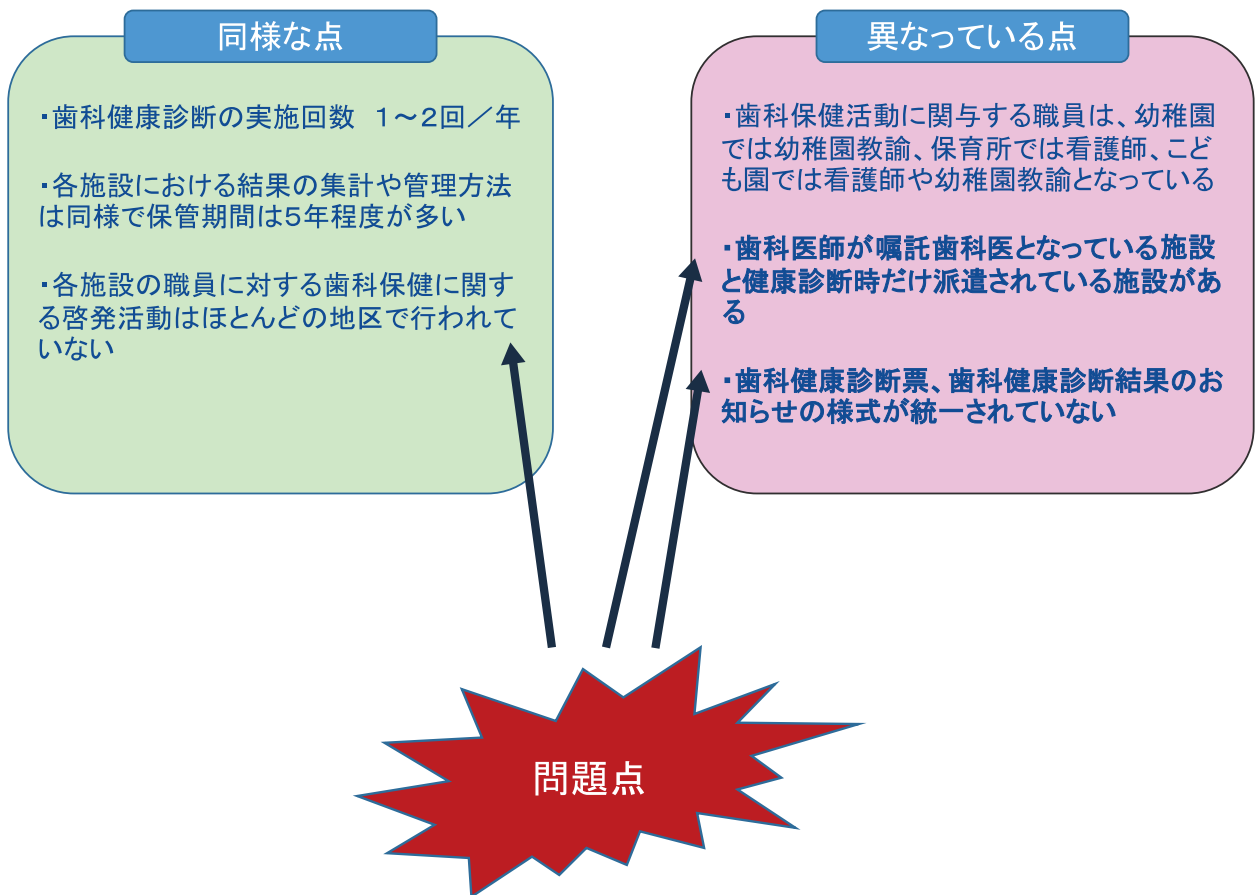 同様な点
・歯科健康診断の実施回数　1～2回／年
・各施設における結果の集計や管理方法
は同様で保管期間は5年程度が多い
・各施設の職員に対する歯科保健に関す
る啓発活動はほとんどの地区で行われて
いない
異なっている点
・歯科保健活動に関与する職員は、幼稚園
では幼稚園教諭、保育所では看護師、こど
も園では看護師や幼稚園教諭となっている
・歯科医師が嘱託歯科医となっている施設
と健康診断時だけ派遣されている施設があ
る
・歯科健康診断票、歯科健康診断結果のお
知らせの様式が統一されていない
問題点